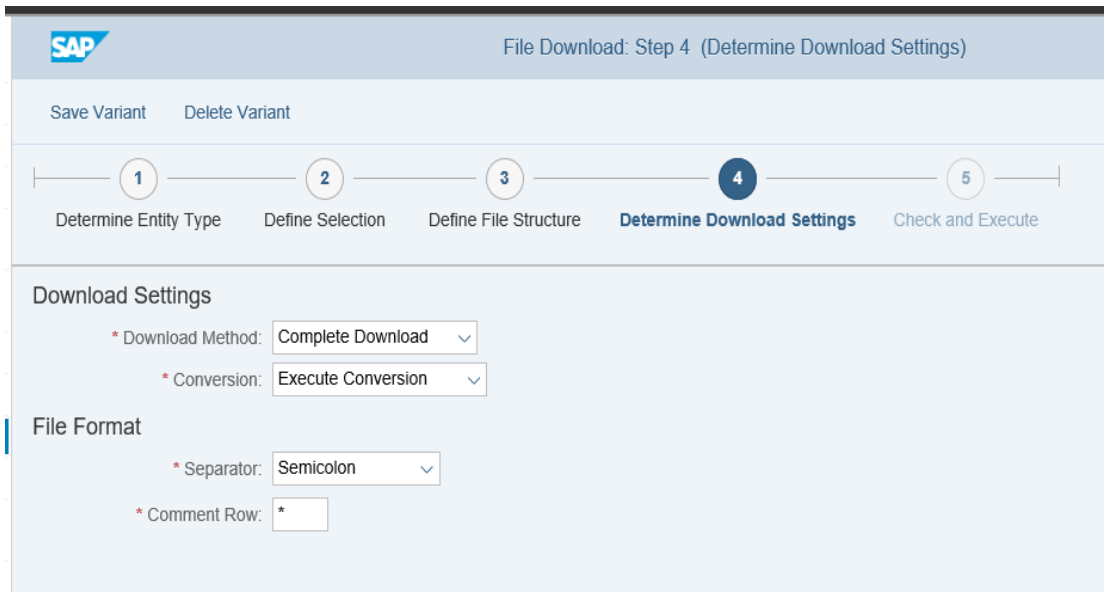 SAP
File Download: Step 4 (Determine Download Settings)
Save Variant Delete Variant
1 2 3 4 5
Determine Entity Type Define Selection Define File Structure Determine Download Settings Check and Execute
Download Settings
* Download Method: Complete Download
* Conversion: Execute Conversion
File Format
* Separator: Semicolon
* Comment Row: *